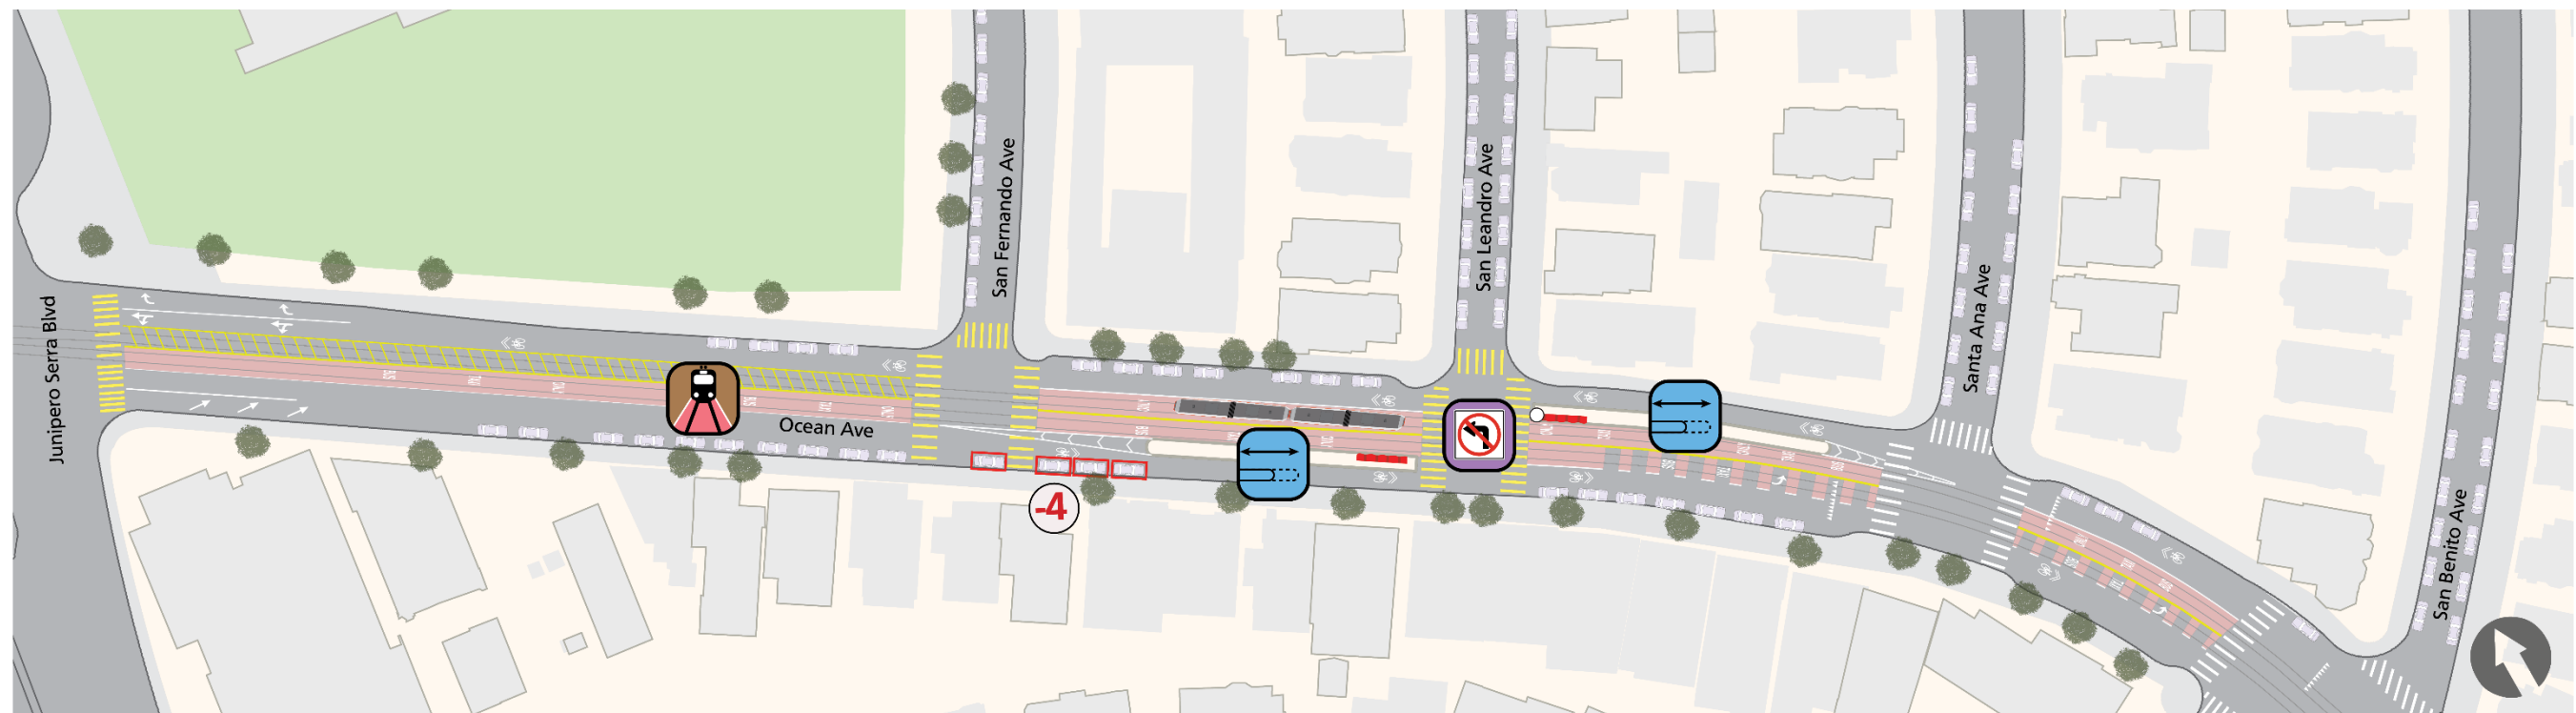 Junipero Serra Blvd
San Fernando Ave
San Leandro Ave
Santa Ana Ave
San Benito Ave
Ocean Ave
-4